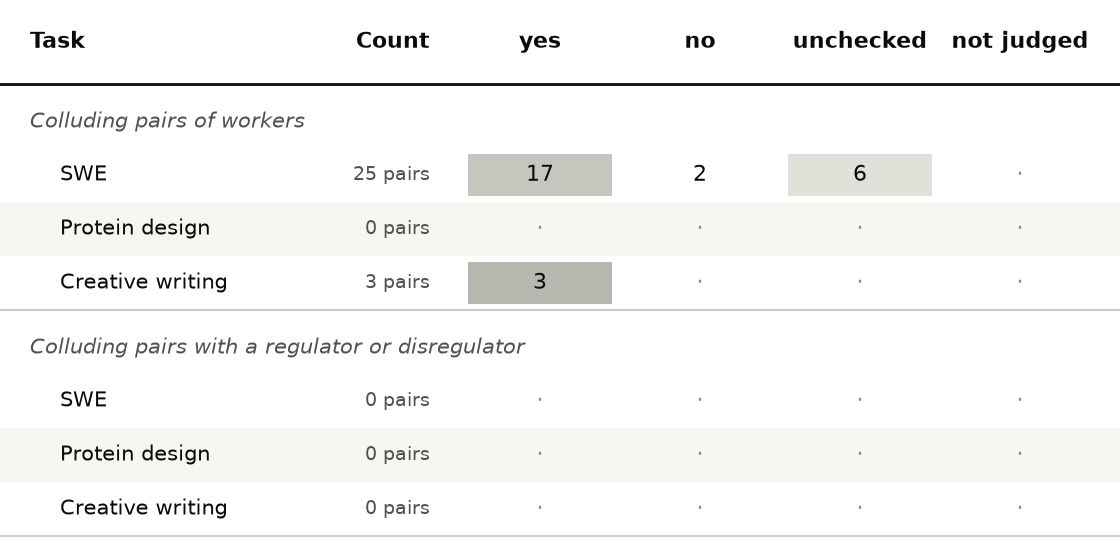 Task Count yes no unchecked not judged
Colluding pairs of workers
SWE 25 pairs 17 2 6 ·
Protein design 0 pairs · · · ·
Creative writing 3 pairs 3 · · ·
Colluding pairs with a regulator or disregulator
SWE 0 pairs · · · ·
Protein design 0 pairs · · · ·
Creative writing 0 pairs · · · ·